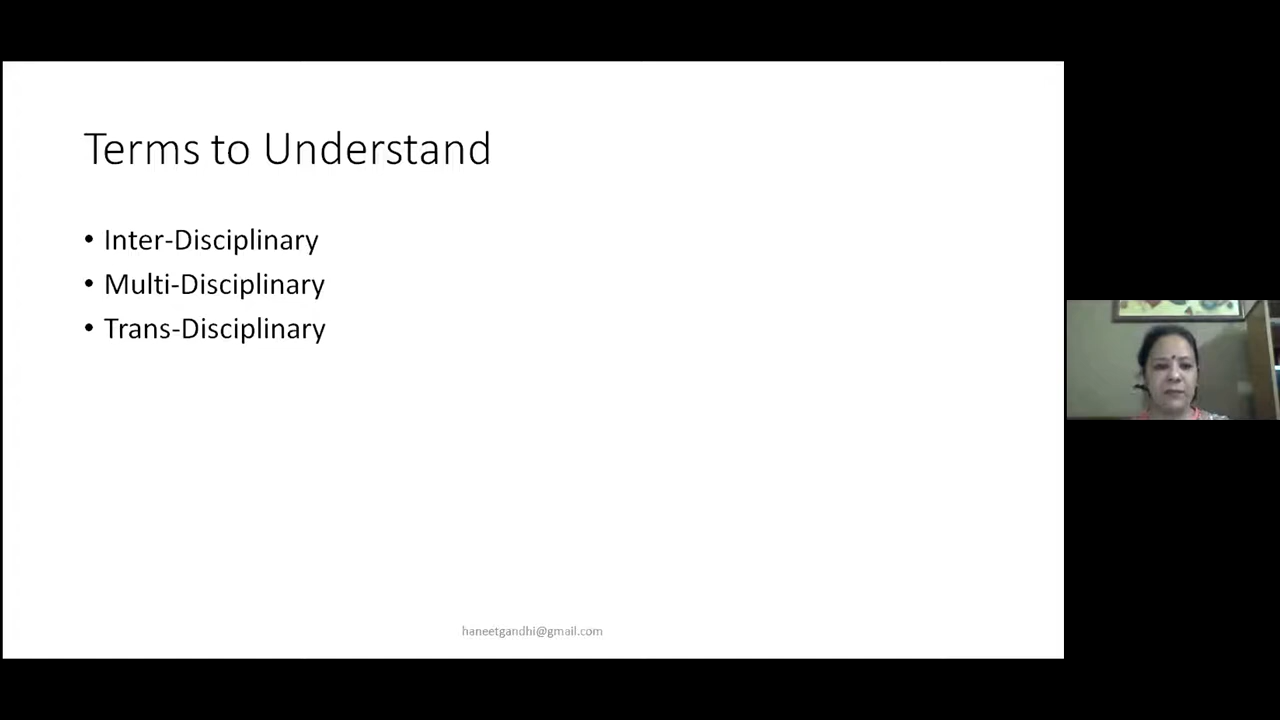 Terms to Understand
• Inter-Disciplinary
• Multi-Disciplinary
• Trans-Disciplinary
haneetgandhi@gmail.com